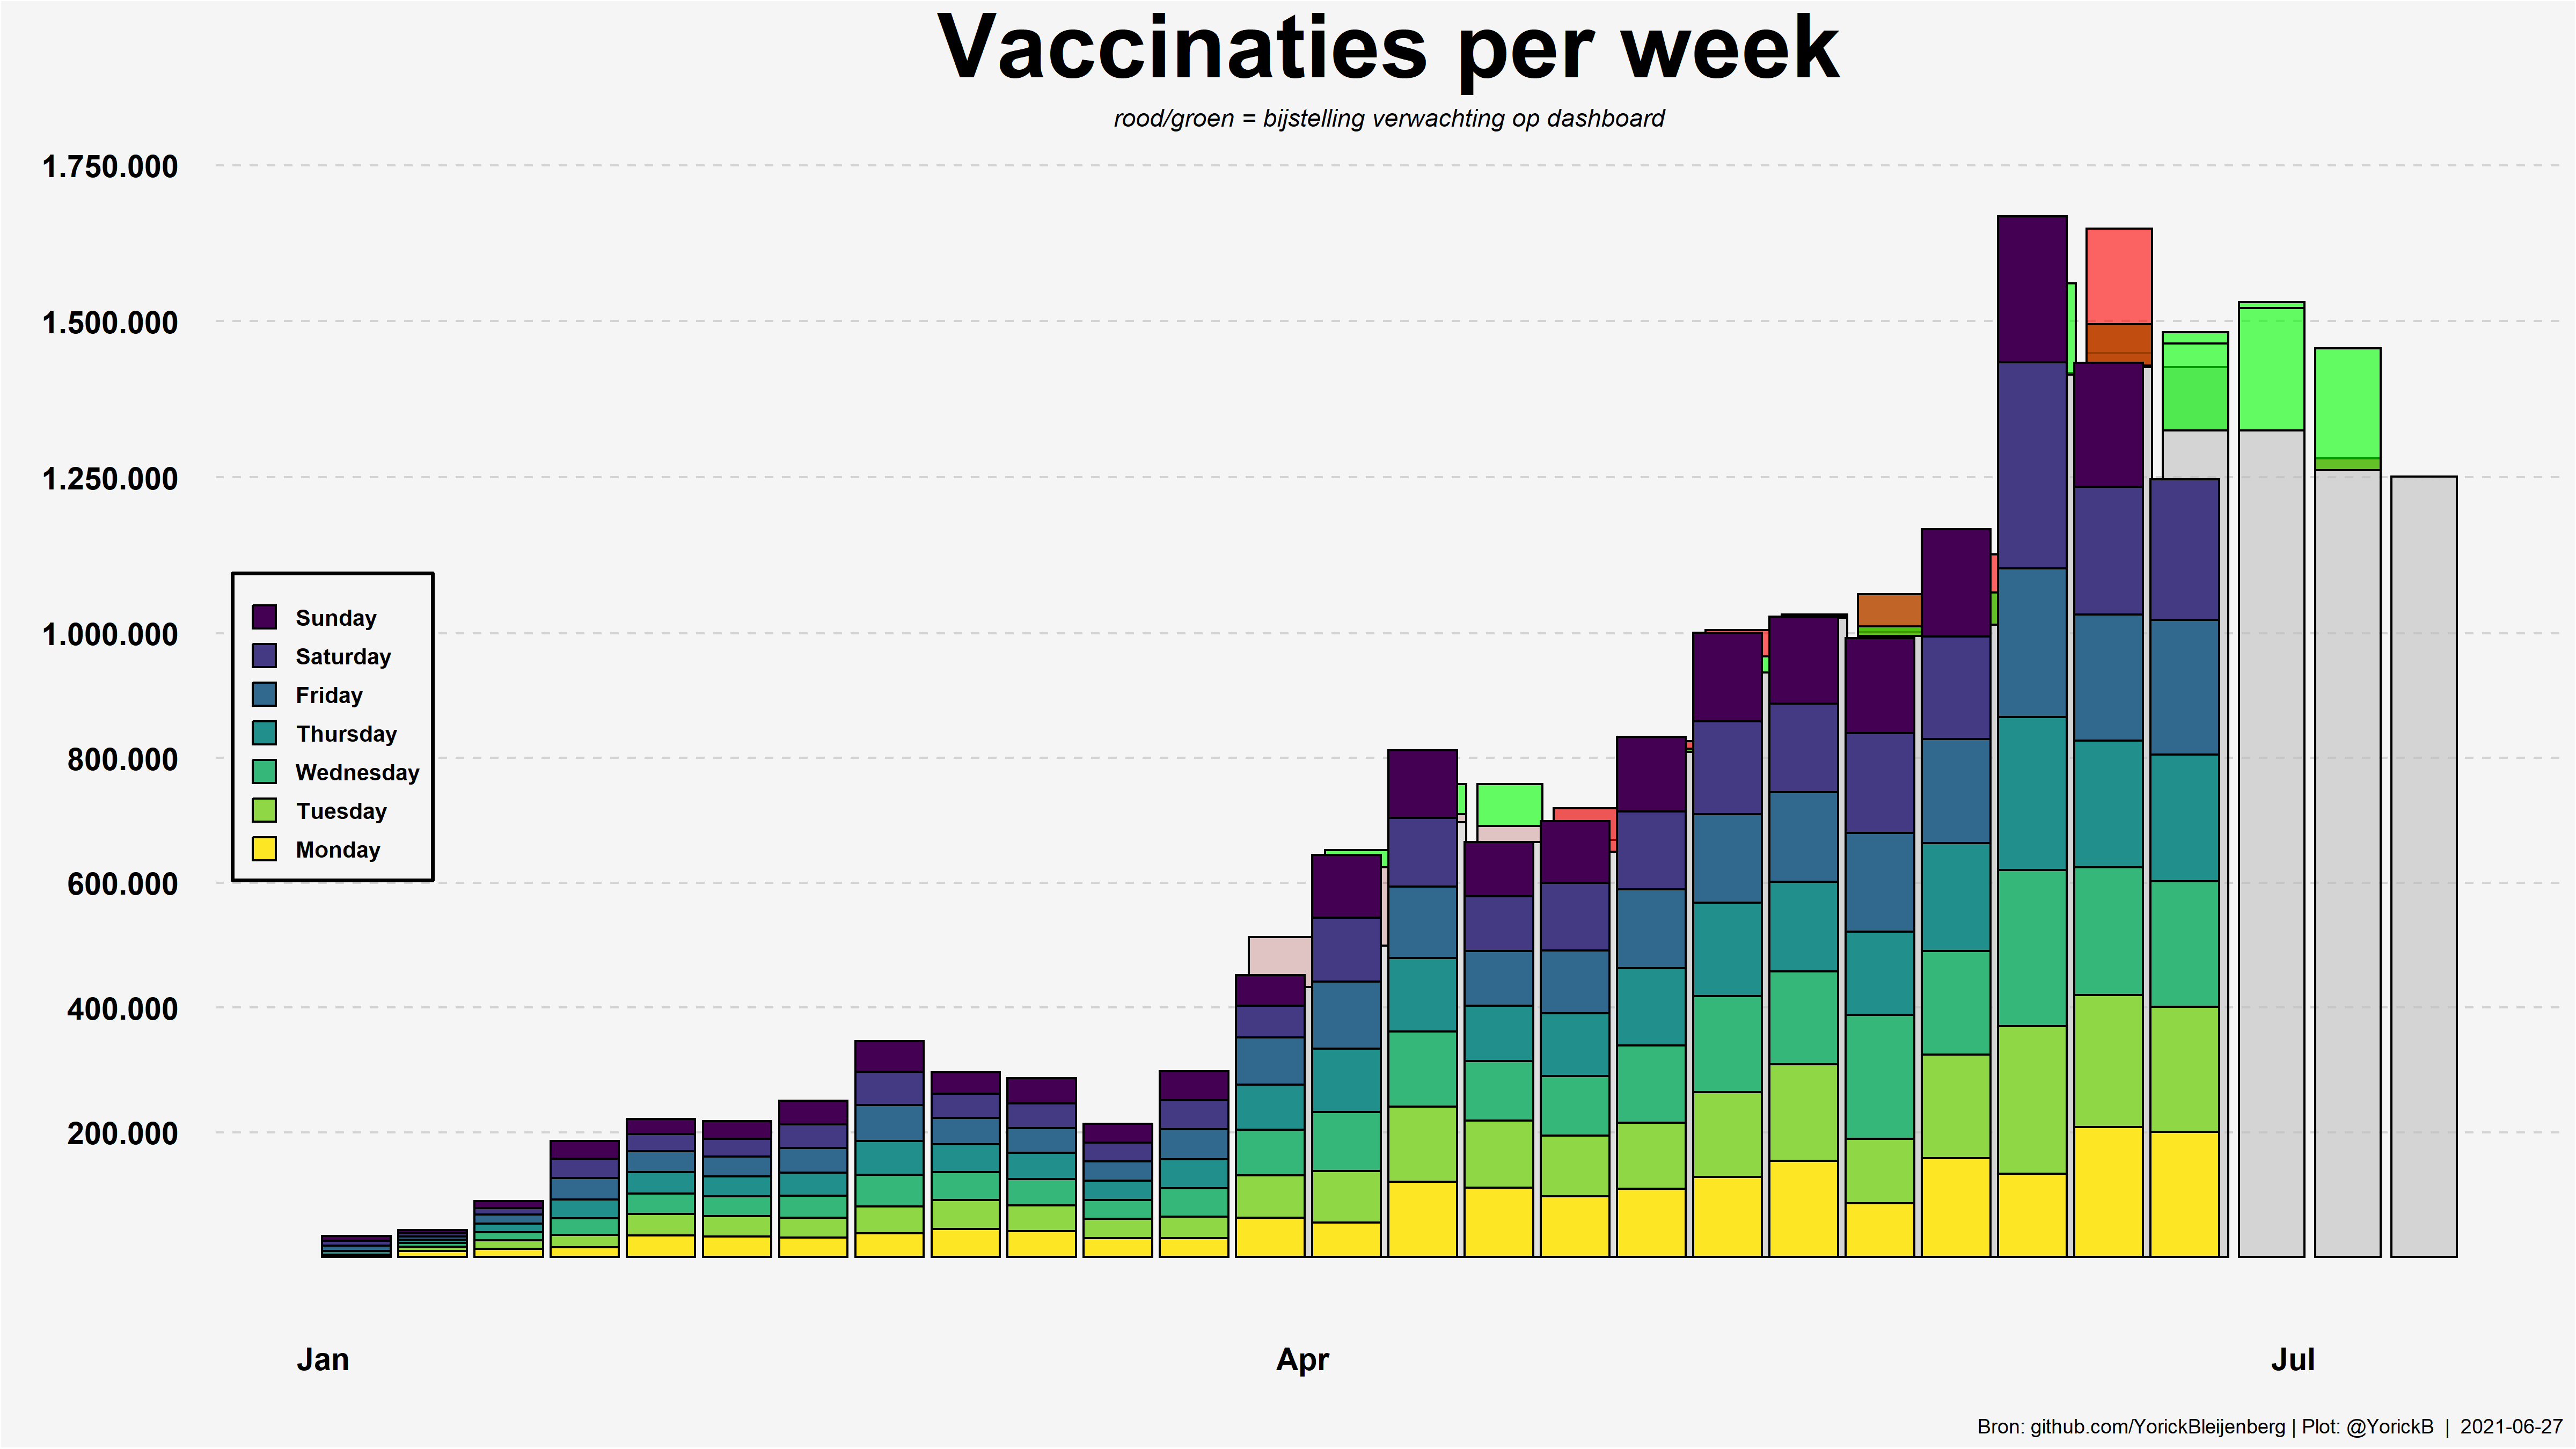 Vaccinaties per week
rood/groen = bijstelling verwachting op dashboard
1.750.000
1.500.000
1.250.000
1.000.000
800.000
600.000
400.000
200.000
Sunday
Saturday
Friday
Thursday
Wednesday
Tuesday
Monday
Jan Apr Jul
Bron: github.com/YorickBleijenberg | Plot: @YorickB | 2021-06-27